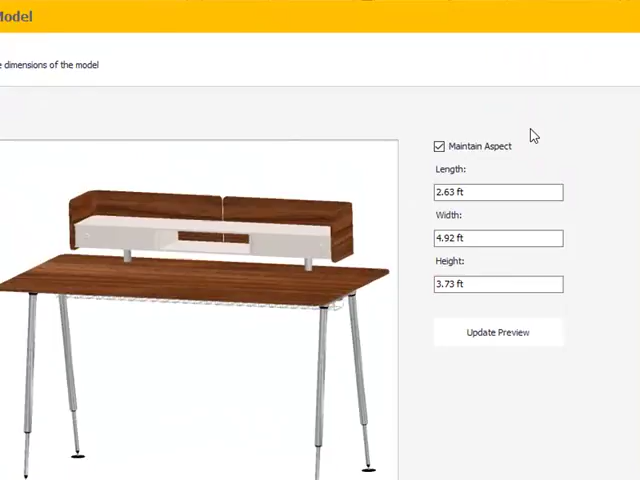 Model
dimensions of the model
Maintain Aspect
Length:
2.63 ft
Width:
4.92 ft
Height:
3.73 ft
Update Preview